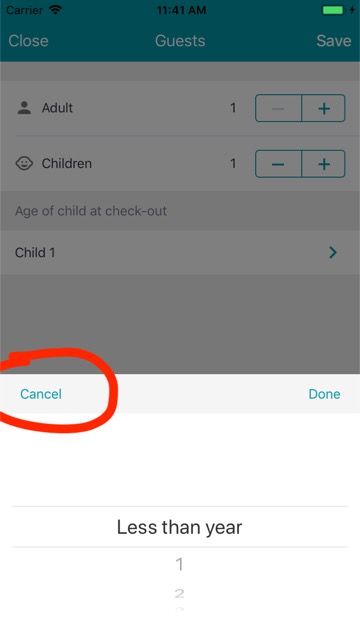 Carrier 11:41 AM
Close Guests Save
Adult 1 − +
Children 1 − +
Age of child at check-out
Child 1
Cancel Done
Less than year
1
2